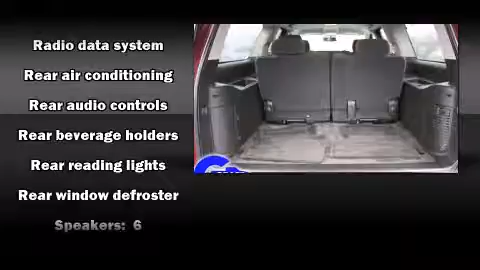 Radio data system
Rear air conditioning
Rear audio controls
Rear beverage holders
Rear reading lights
Rear window defroster
Speakers: 6